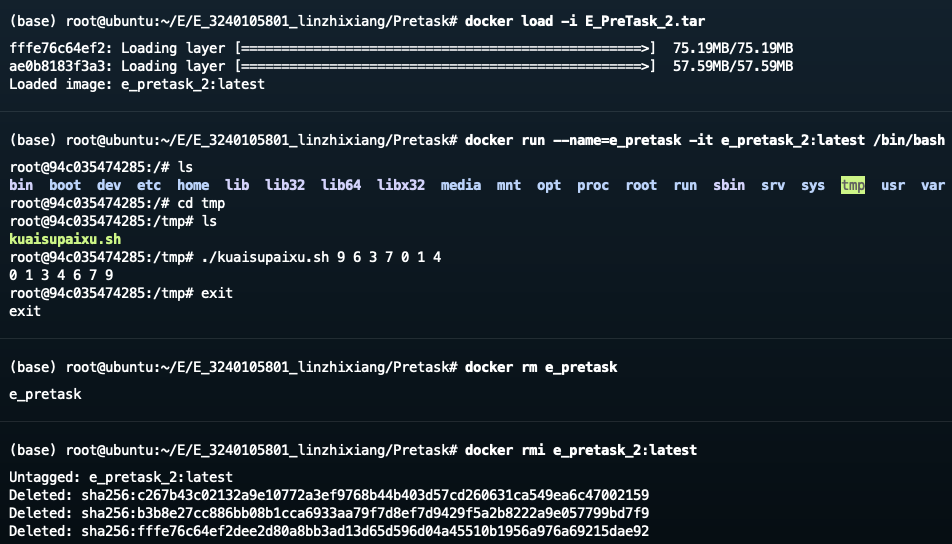 (base) root@ubuntu:~/E/E_3240105801_linzhixiang/Pretask# docker load -i E_PreTask_2.tar
fffe76c64ef2: Loading layer [==================================================>]  75.19MB/75.19MB
ae0b8183f3a3: Loading layer [==================================================>]  57.59MB/57.59MB
Loaded image: e_pretask_2:latest
(base) root@ubuntu:~/E/E_3240105801_linzhixiang/Pretask# docker run --name=e_pretask -it e_pretask_2:latest /bin/bash
root@94c035474285:/# ls
bin  boot  dev  etc  home  lib  lib32  lib64  libx32  media  mnt  opt  proc  root  run  sbin  srv  sys  tmp  usr  var
root@94c035474285:/# cd tmp
root@94c035474285:/tmp# ls
kuaisupaixu.sh
root@94c035474285:/tmp# ./kuaisupaixu.sh 9 6 3 7 0 1 4
0 1 3 4 6 7 9
root@94c035474285:/tmp# exit
exit
(base) root@ubuntu:~/E/E_3240105801_linzhixiang/Pretask# docker rm e_pretask
e_pretask
(base) root@ubuntu:~/E/E_3240105801_linzhixiang/Pretask# docker rmi e_pretask_2:latest
Untagged: e_pretask_2:latest
Deleted: sha256:c267b43c02132a9e10772a3ef9768b44b403d57cd260631ca549ea6c47002159
Deleted: sha256:b3b8e27cc886bb08b1cca6933aa79f7d8ef7d9429f5a2b8222a9e057799bd7f9
Deleted: sha256:fffe76c64ef2dee2d80a8bb3ad13d65d596d04a45510b1956a976a69215dae92